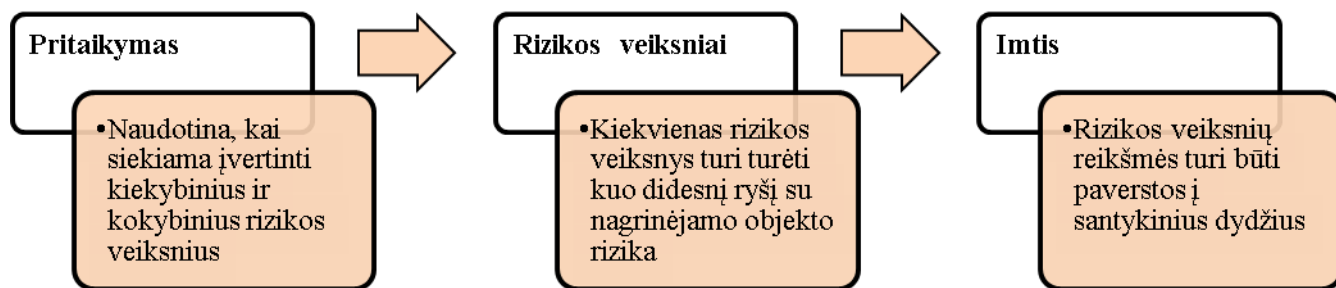 Pritaikymas
•Naudotina, kai
siekiama įvertinti
kiekybinius ir
kokybinius rizikos
veiksnius
Rizikos veiksniai
•Kiekvienas rizikos
veiksnys turi turėti
kuo didesnį ryšį su
nagrinėjamo objekto
rizika
Imtis
•Rizikos veiksnių
reikšmės turi būti
paverstos į
santykinius dydžius